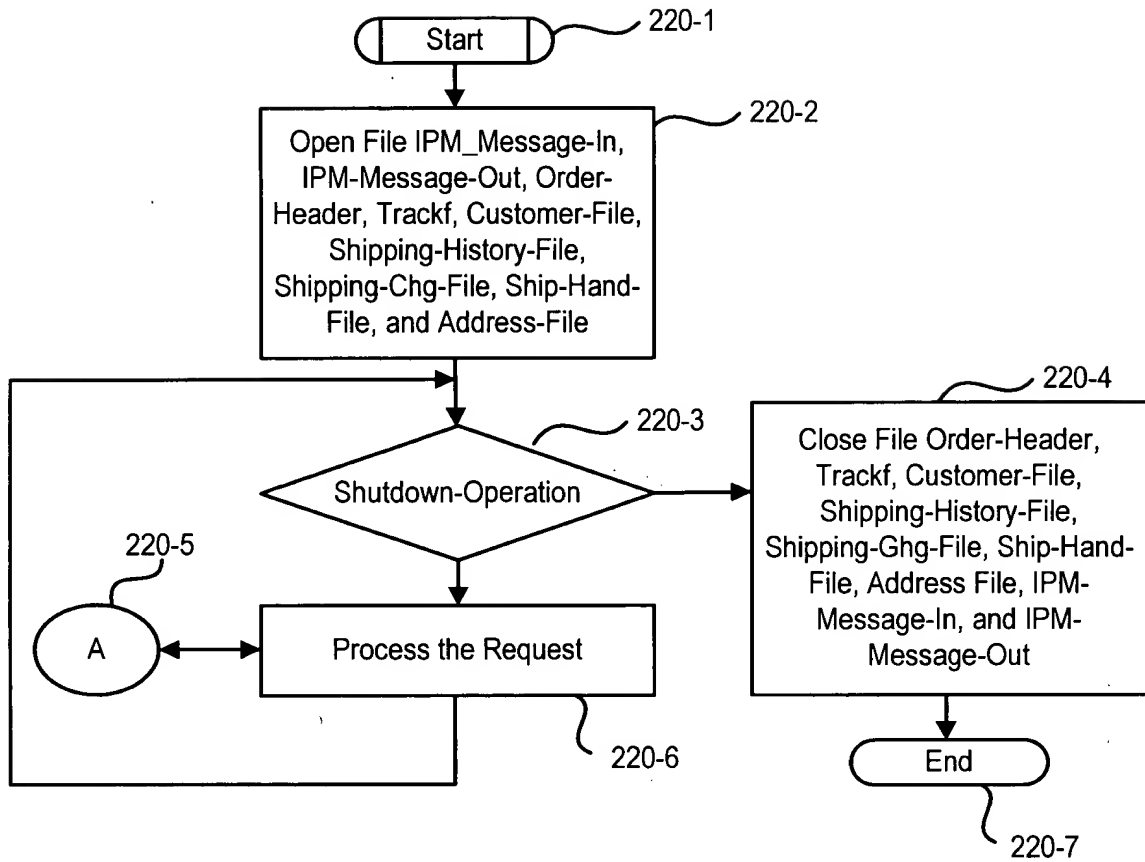 Start
220-1
Open File IPM_Message-In,
IPM-Message-Out, Order-
Header, Trackf, Customer-File,
Shipping-History-File,
Shipping-Chg-File, Ship-Hand-
File, and Address-File
220-2
Shutdown-Operation
220-3
220-4
Close File Order-Header,
Trackf, Customer-File,
Shipping-History-File,
Shipping-Ghg-File, Ship-Hand-
File, Address File, IPM-
Message-In, and IPM-
Message-Out
220-5
A
Process the Request
220-6
End
220-7